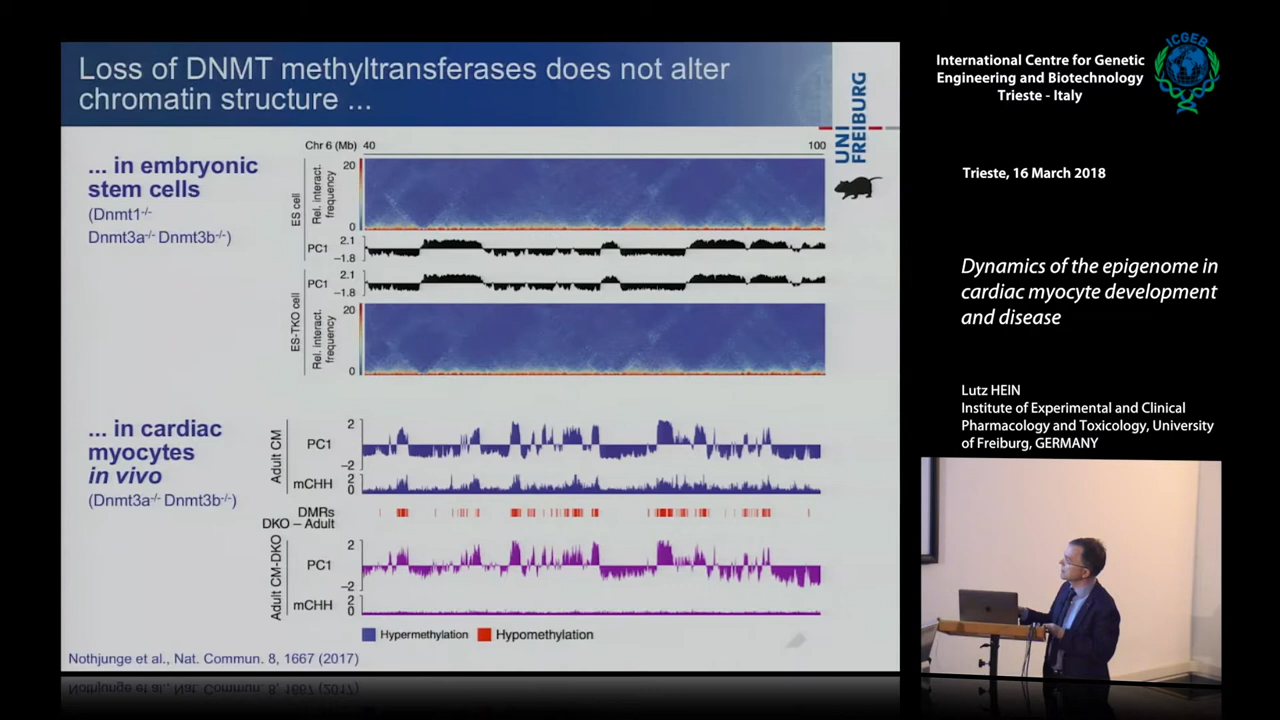 Loss of DNMT methyltransferases does not alter
chromatin structure ...
UNI
FREIBURG
... in embryonic
stem cells
(Dnmt1-/-
Dnmt3a-/- Dnmt3b-/-)
Chr 6 (Mb) 40 100
ES cell
Rel. interact.
frequency
20
0
PC1
2.1
–1.8
PC1
2.1
–1.8
ES-TKO cell
Rel. interact.
frequency
20
0
... in cardiac
myocytes
in vivo
(Dnmt3a-/- Dnmt3b-/-)
Adult CM
PC1
2
–2
mCHH
2
0
DMRs
DKO – Adult
Adult CM-DKO
PC1
2
–2
mCHH
2
0
Hypermethylation Hypomethylation
Nothjunge et al., Nat. Commun. 8, 1667 (2017)
International Centre for Genetic
Engineering and Biotechnology
Trieste - Italy
ICGEB
Trieste, 16 March 2018
Dynamics of the epigenome in
cardiac myocyte development
and disease
Lutz HEIN
Institute of Experimental and Clinical
Pharmacology and Toxicology, University
of Freiburg, GERMANY